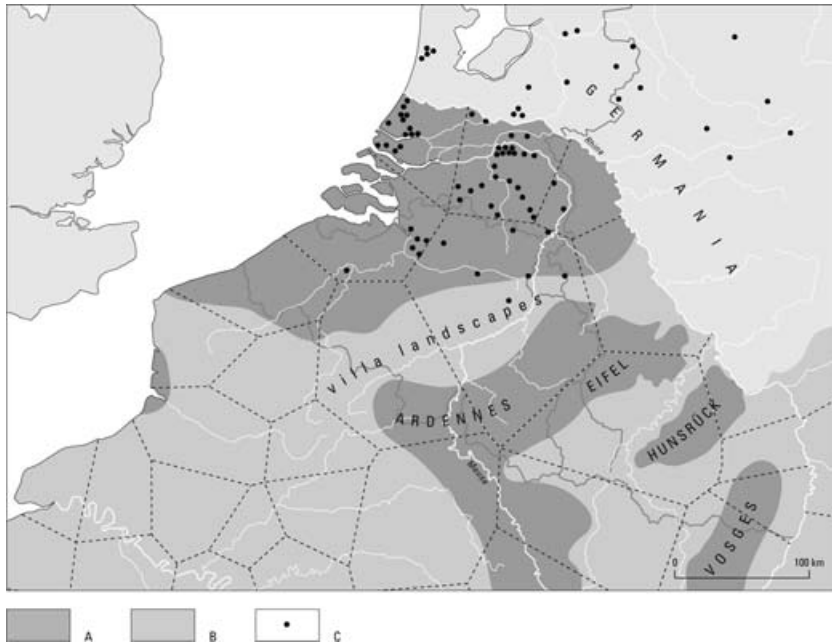 GERMANIA
Rhine
villa landscapes
EIFEL
ARDENNES
HUNSRÜCK
Meuse
VOSGES
0 100 km
A B C